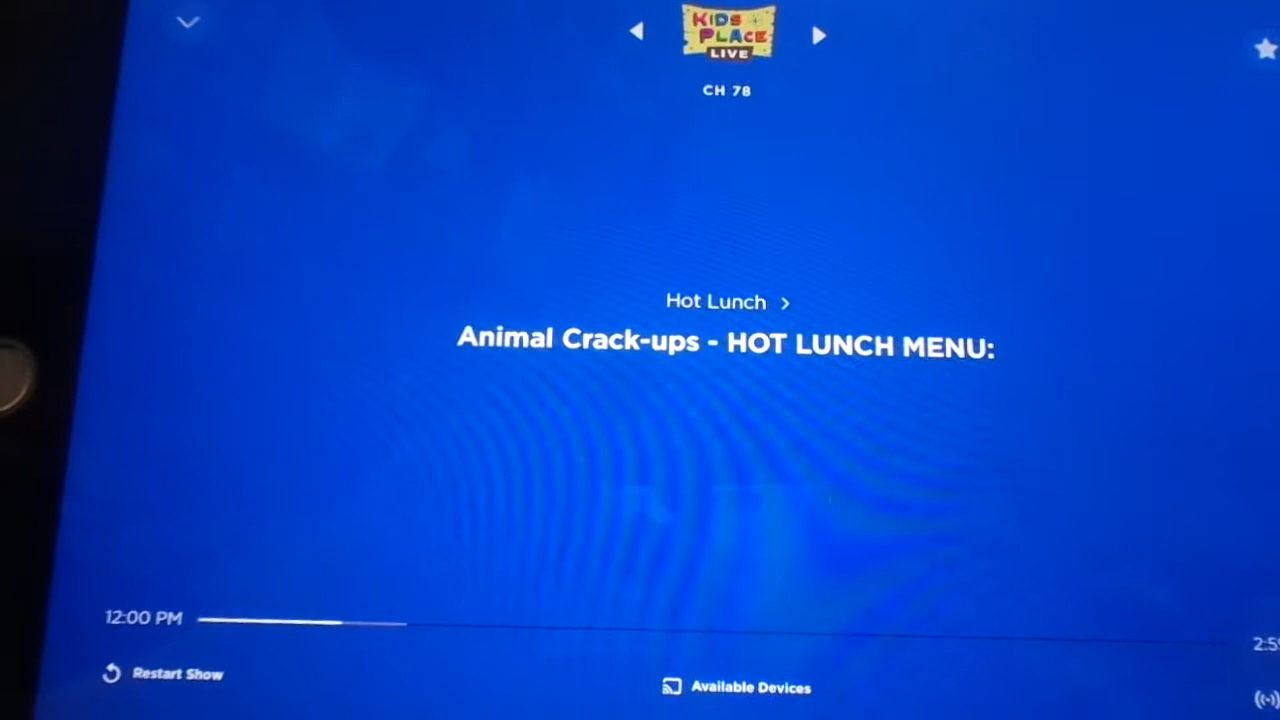 KIDS
PLACE
LIVE
CH 78
Hot Lunch >
Animal Crack-ups - HOT LUNCH MENU:
12:00 PM
Restart Show
Available Devices